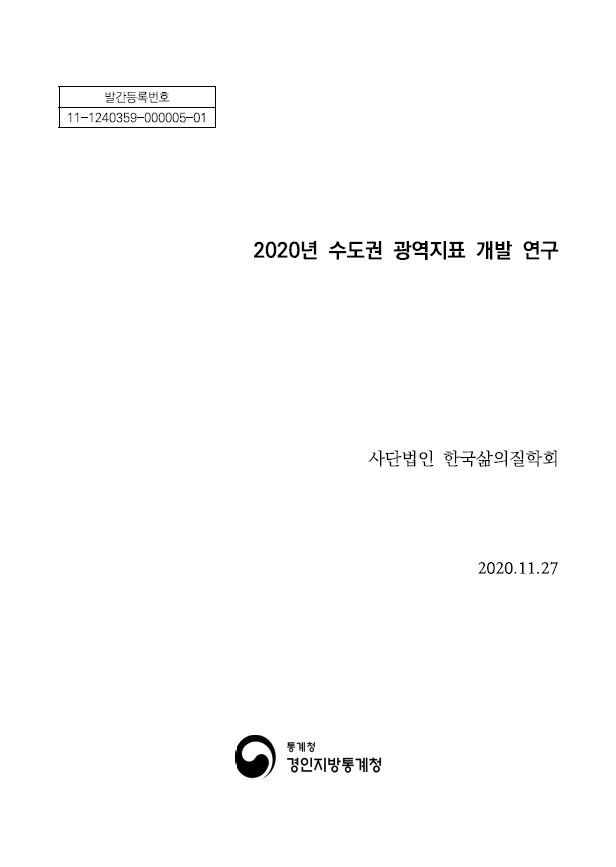 발간등록번호
11-1240359-000005-01
2020년 수도권 광역지표 개발 연구
사단법인 한국삶의질학회
2020.11.27
통계청
경인지방통계청